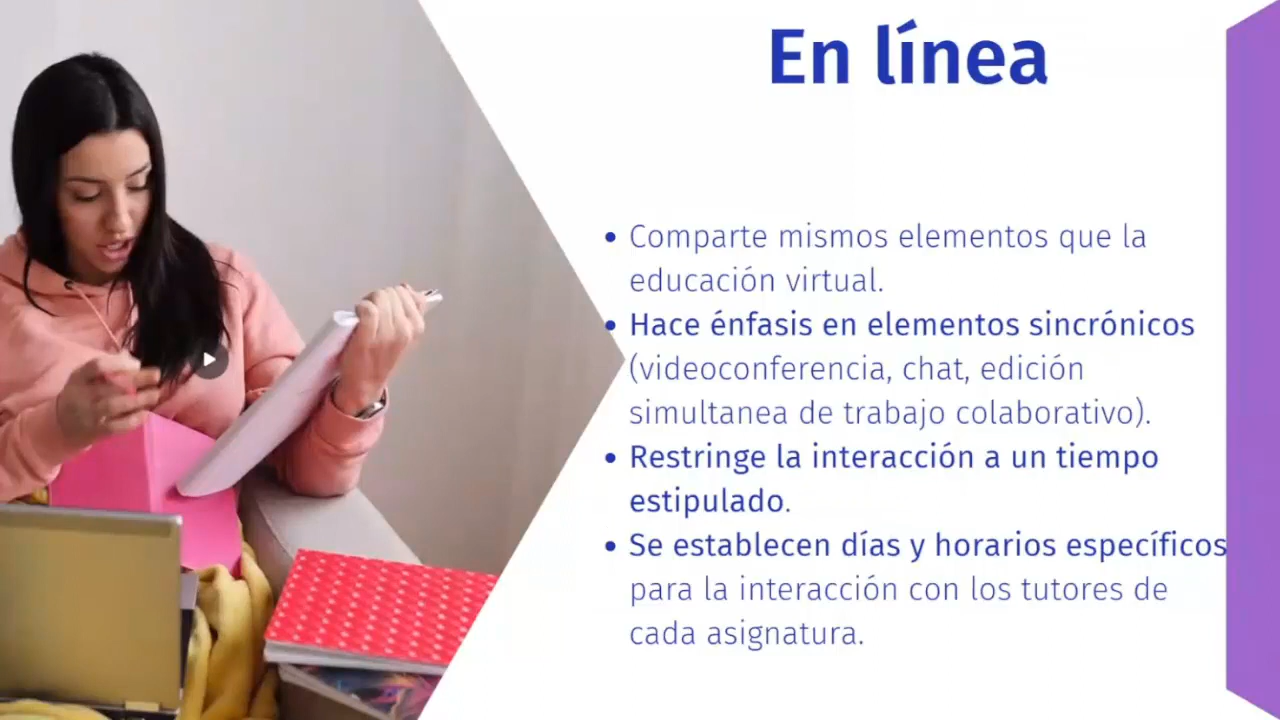 En línea
• Comparte mismos elementos que la
educación virtual.
• Hace énfasis en elementos sincrónicos
(videoconferencia, chat, edición
simultanea de trabajo colaborativo).
• Restringe la interacción a un tiempo
estipulado.
• Se establecen días y horarios específicos
para la interacción con los tutores de
cada asignatura.